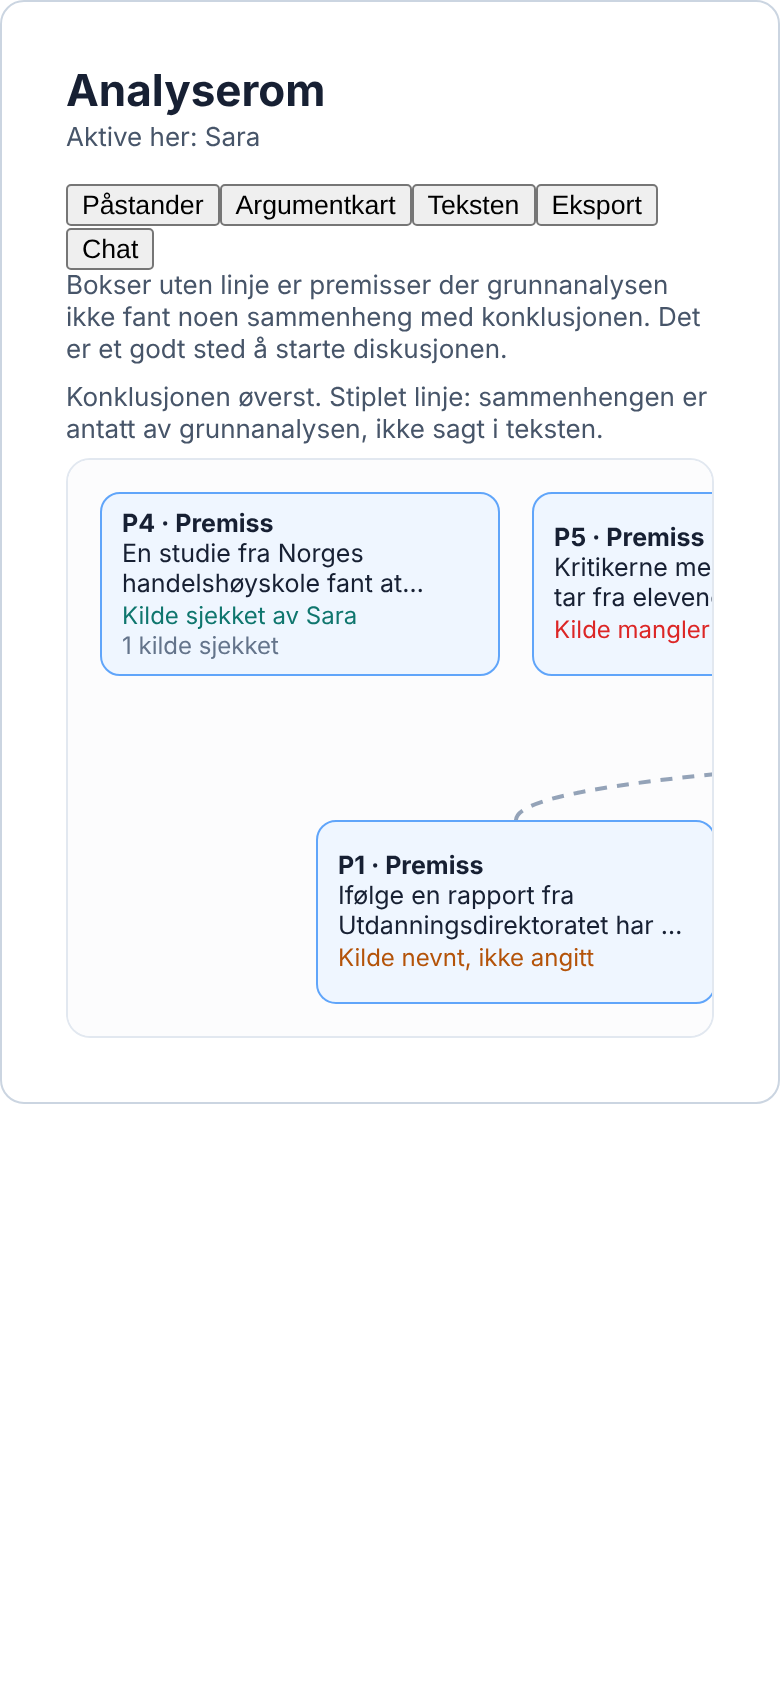 Analyserom
Aktive her: Sara
Påstander
Argumentkart
Teksten
Eksport
Chat
Bokser uten linje er premisser der grunnanalysen
ikke fant noen sammenheng med konklusjonen. Det
er et godt sted å starte diskusjonen.
Konklusjonen øverst. Stiplet linje: sammenhengen er
antatt av grunnanalysen, ikke sagt i teksten.
P4 · Premiss
En studie fra Norges
handelshøyskole fant at…
Kilde sjekket av Sara
1 kilde sjekket
P5 · Premiss
Kritikerne
tar fra
Kilde mangler
P1 · Premiss
Ifølge en rapport fra
Utdanningsdirektoratet har …
Kilde nevnt, ikke angitt